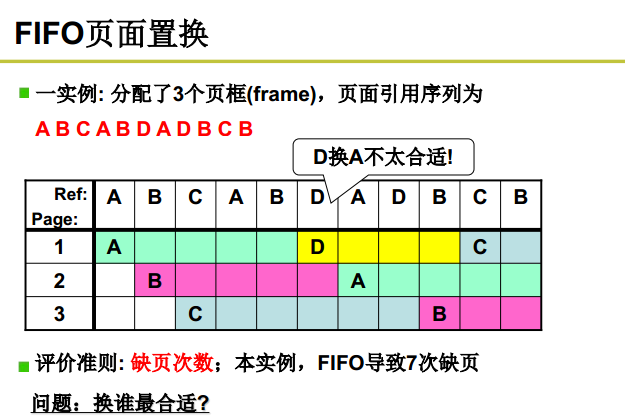 FIFO页面置换
一实例: 分配了3个页框(frame)，页面引用序列为
A B C A B D A D B C B
D换A不太合适!
Ref: A B C A B D A D B C B
Page:
1 A D C
2 B A
3 C B
评价准则: 缺页次数；本实例，FIFO导致7次缺页
问题：换谁最合适?